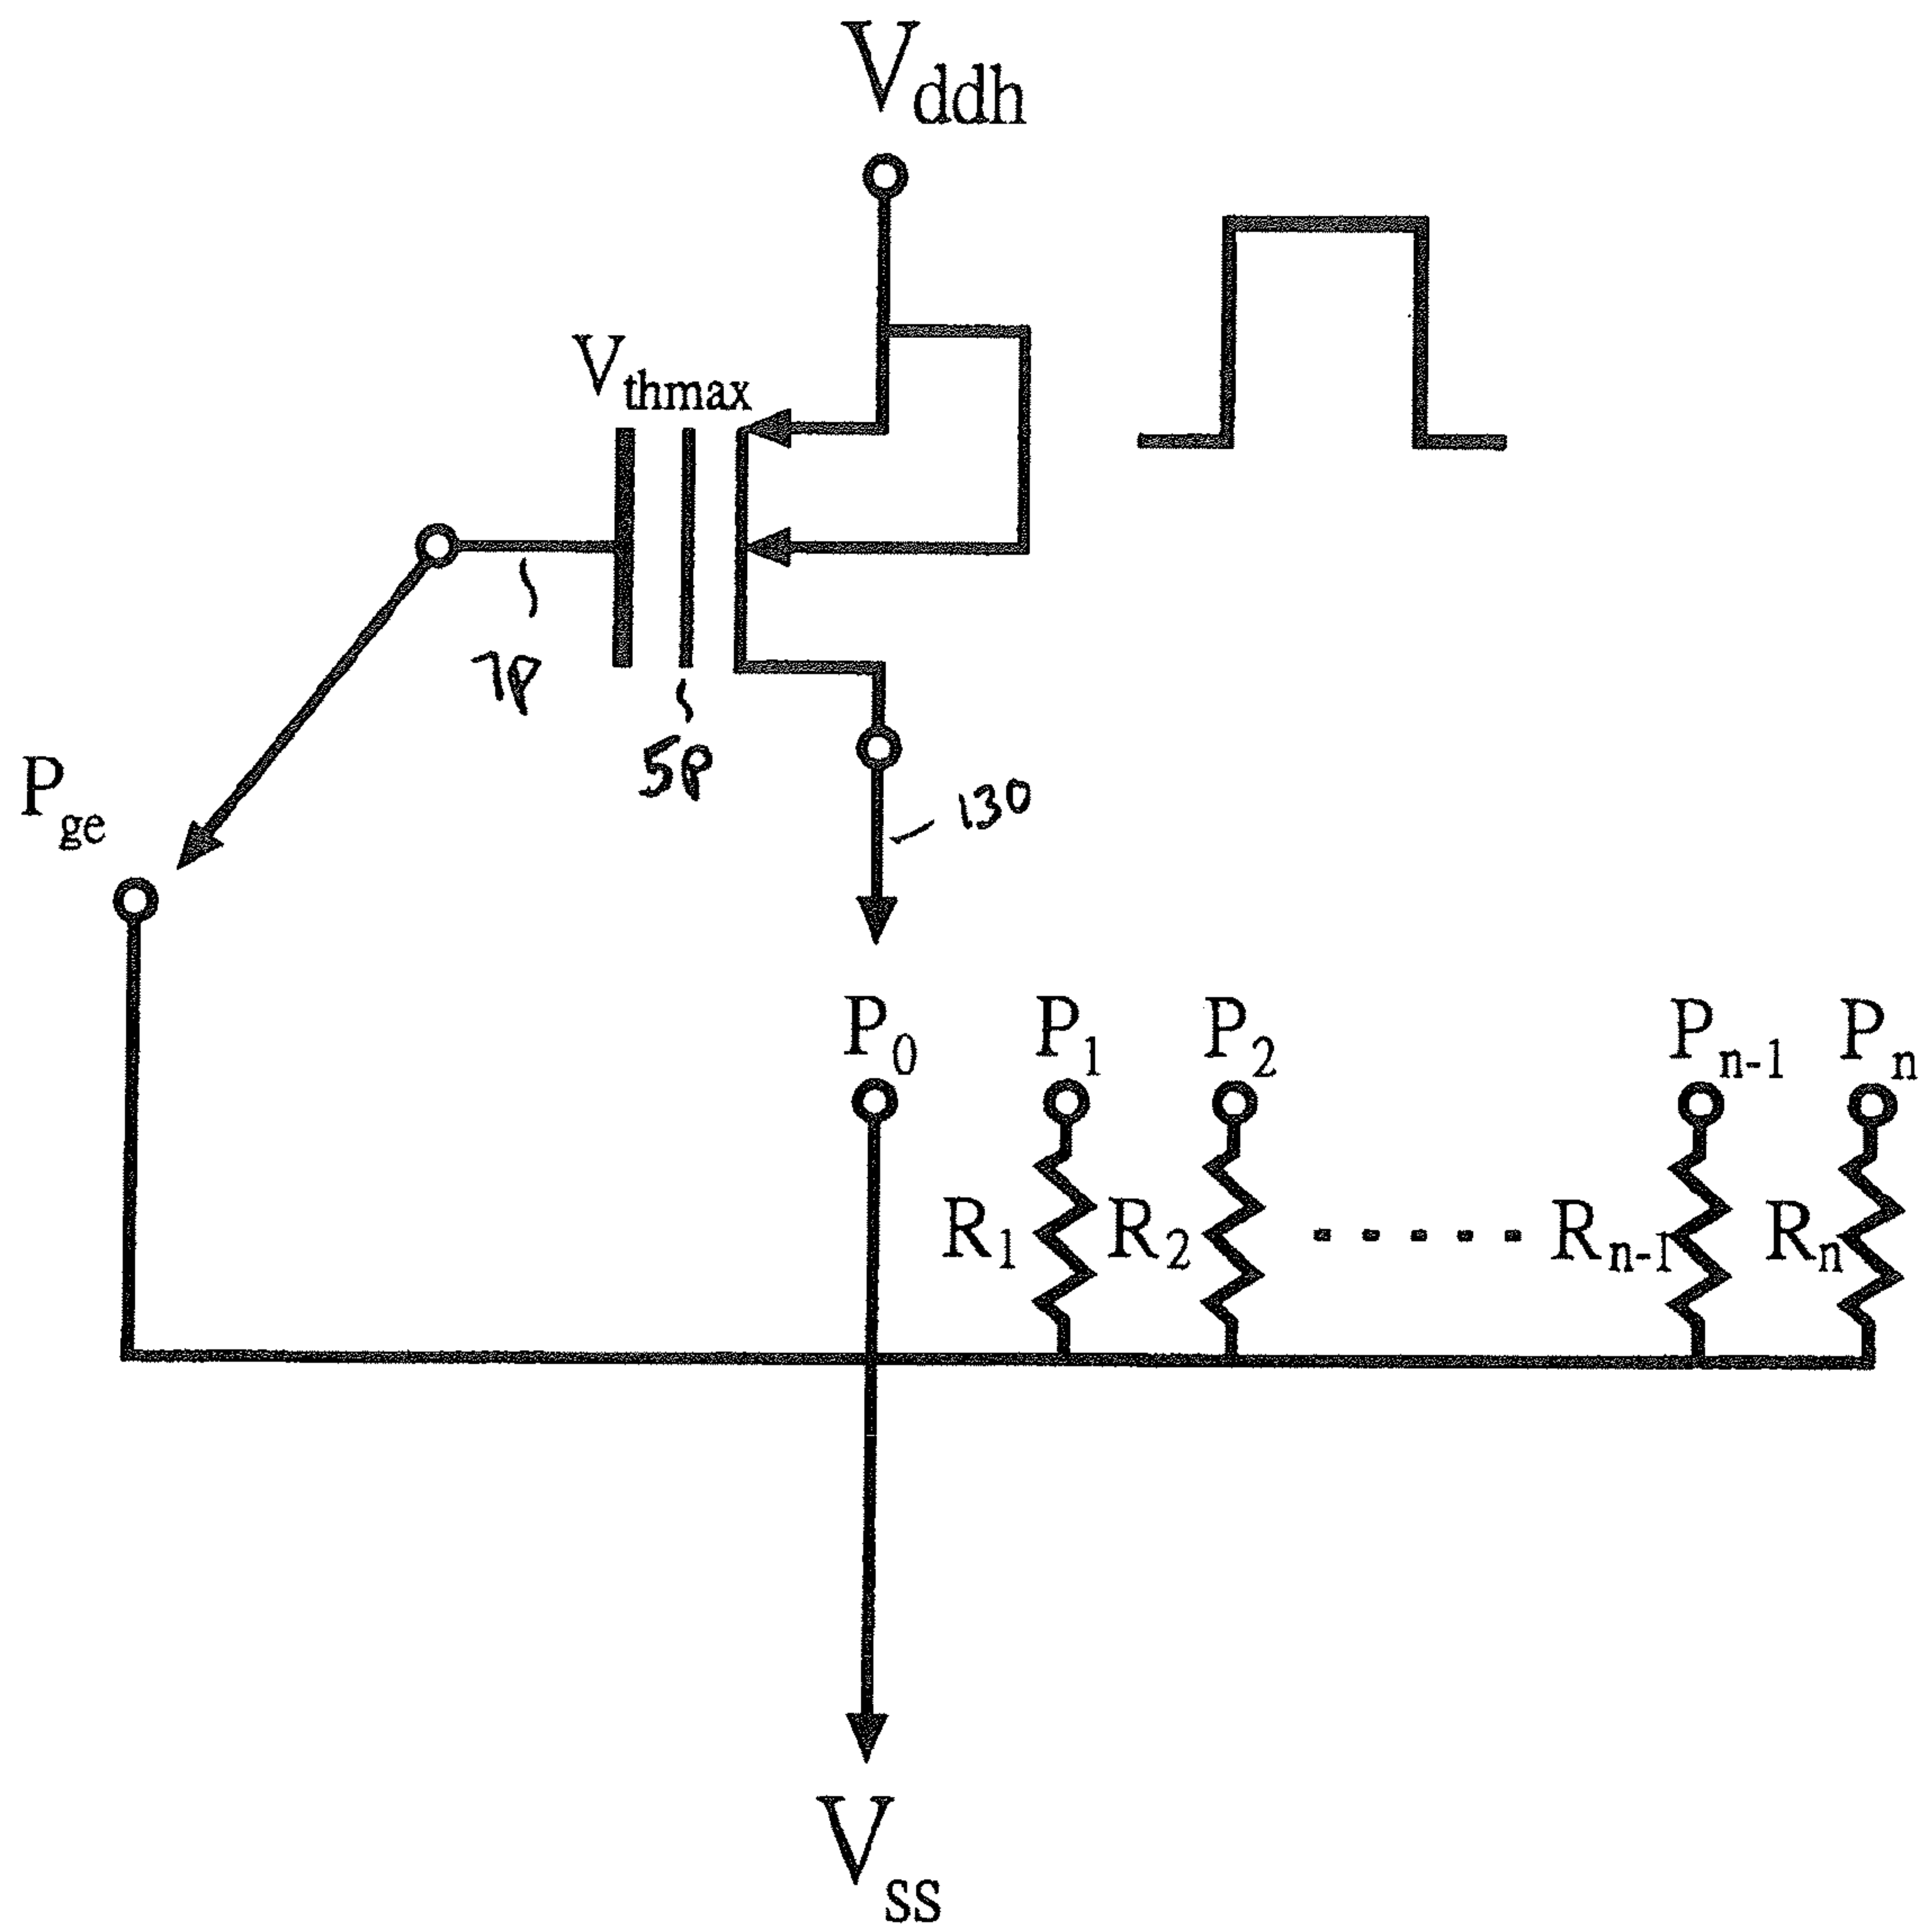 Vddh
Vthmax
7P
5P
130
Pge
P0 P1 P2 Pn-1 Pn
R1 R2 ..... Rn-1 Rn
Vss